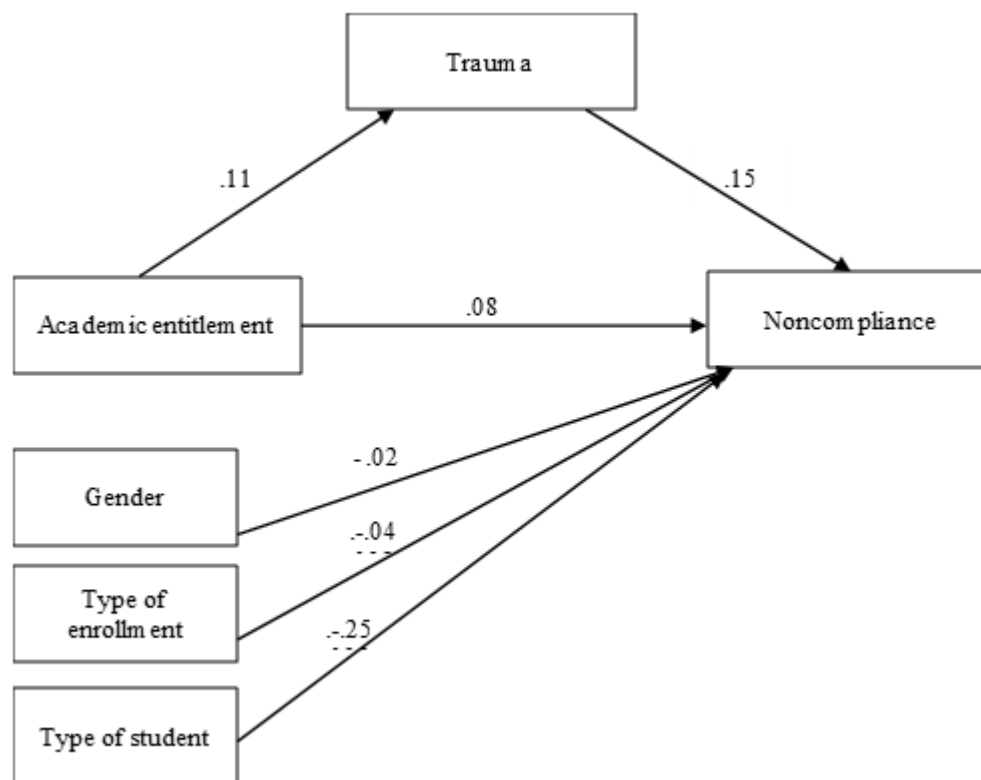 Trauma
.11
.15
Academic entitlement
.08
Noncompliance
-.02
Gender
.-.04
Type of
enrollment
.-.25
Type of student